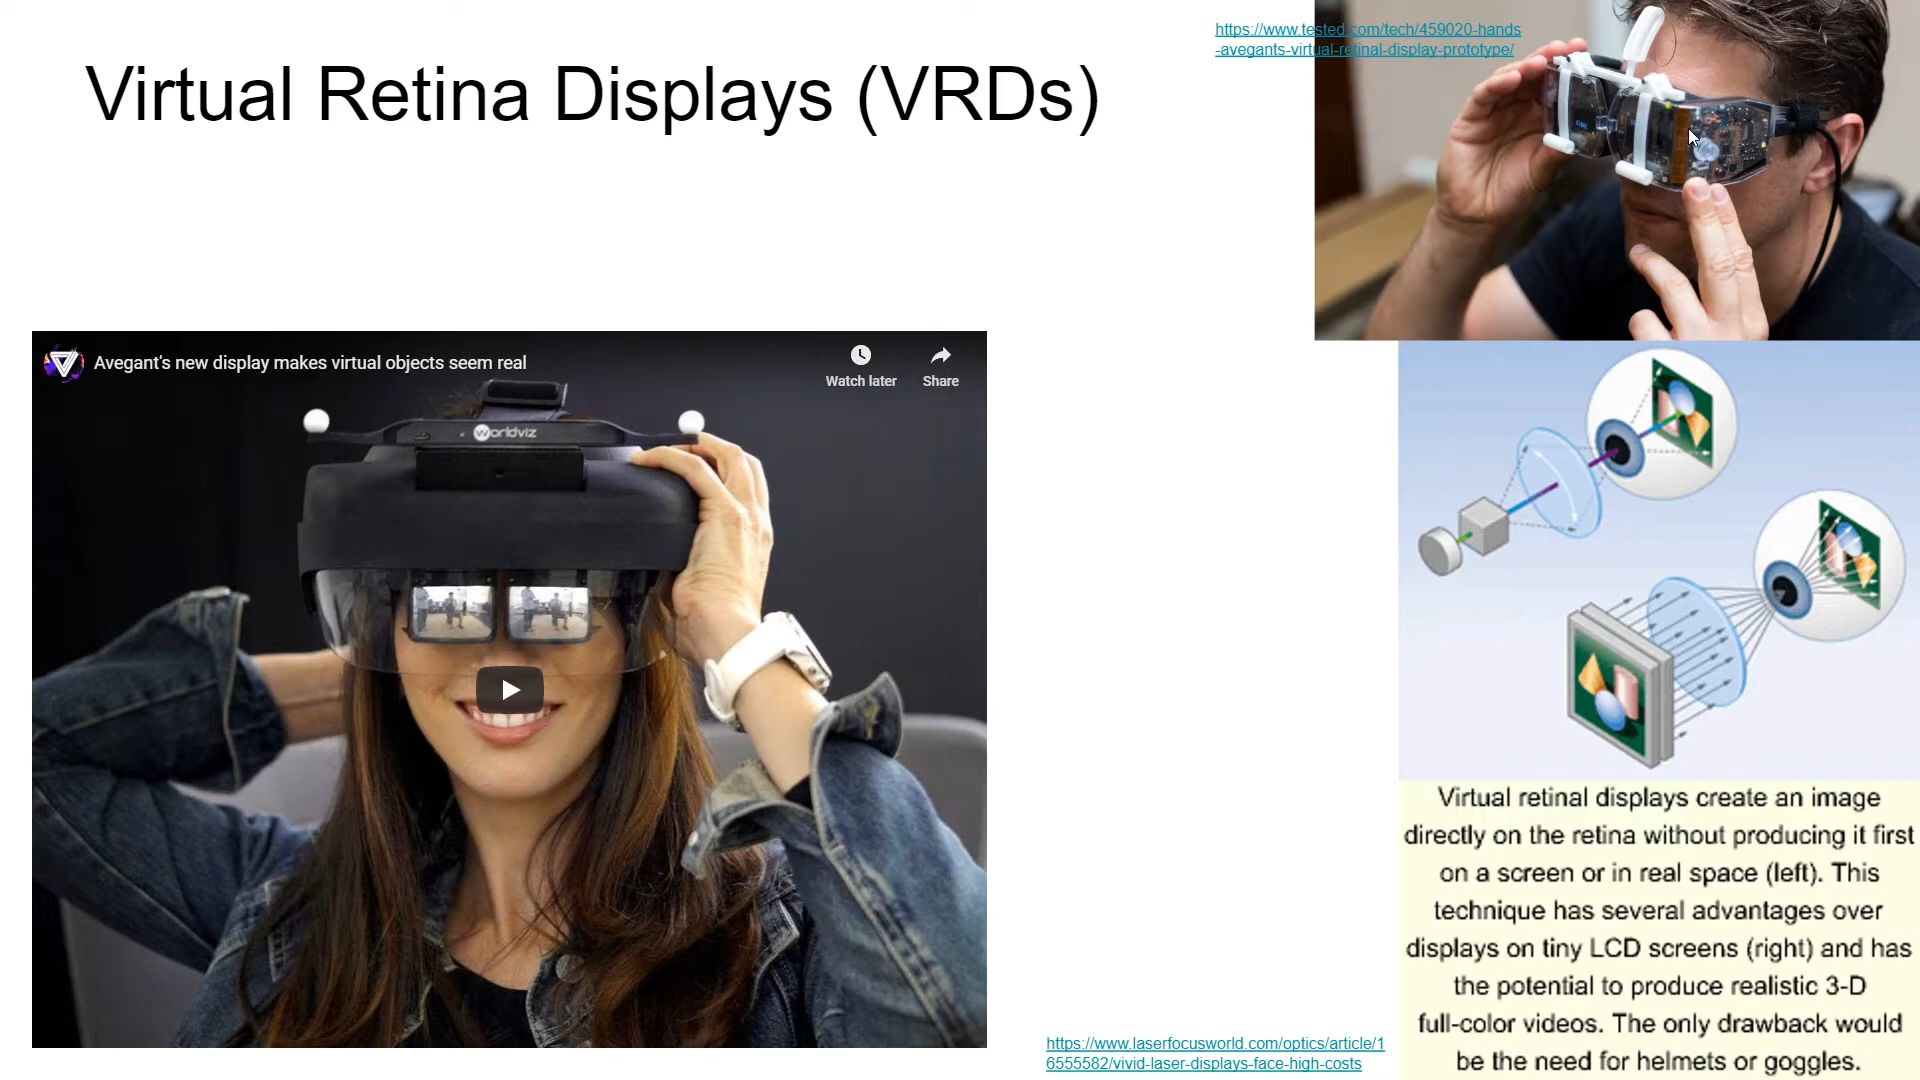 Virtual Retina Displays (VRDs)
https://www.tested.com/tech/459020-hands
-avegants-virtual-retinal-display-prototype/
Avegant's new display makes virtual objects seem real
Watch later
Share
worldviz
Virtual retinal displays create an image
directly on the retina without producing it first
on a screen or in real space (left). This
technique has several advantages over
displays on tiny LCD screens (right) and has
the potential to produce realistic 3-D
full-color videos. The only drawback would
be the need for helmets or goggles.
https://www.laserfocusworld.com/optics/article/1
6555582/vivid-laser-displays-face-high-costs